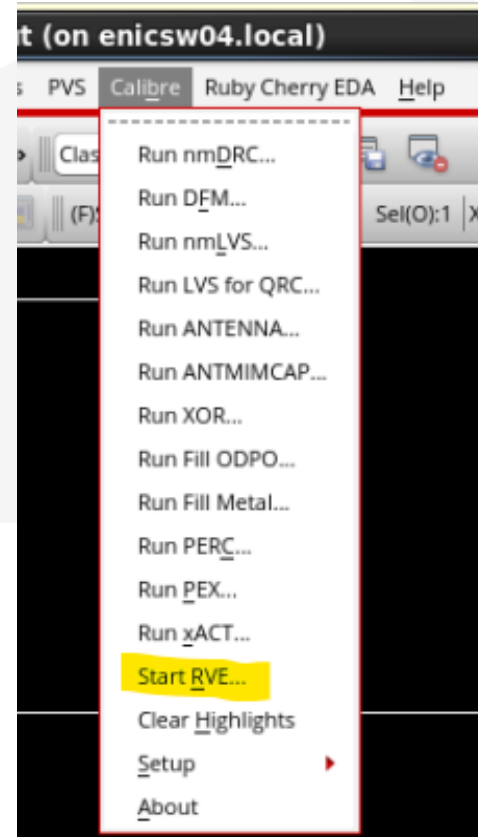 t (on enicsw04.local)
s PVS Calibre Ruby Cherry EDA Help
Clas
Run nmDRC...
Run DFM...
(F)S Sel(O):1 X
Run nmLVS...
Run LVS for QRC...
Run ANTENNA...
Run ANTMIMCAP...
Run XOR...
Run Fill ODPO...
Run Fill Metal...
Run PERC...
Run PEX...
Run xACT...
Start RVE...
Clear Highlights
Setup
About